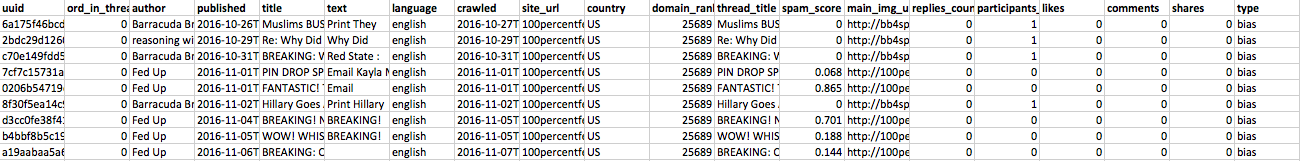 uuid ord_in_thre author published title text language crawled site_url country domain_rank thread_title spam_score main_img_u replies_coun participants_ likes comments shares type
6a175f46bcd 0 Barracuda Br 2016-10-26T Muslims BUS Print They english 2016-10-27T 100percentfe US 25689 Muslims BUS 0 http://bb4sp 0 1 0 0 0 bias
2bdc29d1260 0 reasoning wi 2016-10-29T Re: Why Did Why Did english 2016-10-29T 100percentfe US 25689 Re: Why Did 0 http://bb4sp 0 1 0 0 0 bias
c70e149fdd5 0 Barracuda Br 2016-10-31T BREAKING: W Red State : english 2016-10-31T 100percentfe US 25689 BREAKING: W 0 http://bb4sp 0 1 0 0 0 bias
7cf7c15731a 0 Fed Up 2016-11-01T PIN DROP SP Email Kayla M english 2016-11-01T 100percentfe US 25689 PIN DROP SP 0.068 http://100pe 0 0 0 0 0 bias
0206b54719 0 Fed Up 2016-11-01T FANTASTIC! T Email english 2016-11-01T 100percentfe US 25689 FANTASTIC! T 0.865 http://100pe 0 0 0 0 0 bias
8f30f5ea14c9 0 Barracuda Br 2016-11-02T Hillary Goes Print Hillary english 2016-11-02T 100percentfe US 25689 Hillary Goes 0 http://bb4sp 0 1 0 0 0 bias
d3cc0fe38f41 0 Fed Up 2016-11-04T BREAKING! N BREAKING! english 2016-11-05T 100percentfe US 25689 BREAKING! N 0.701 http://100pe 0 0 0 0 0 bias
b4bbf8b5c19 0 Fed Up 2016-11-05T WOW! WHIS BREAKING! english 2016-11-05T 100percentfe US 25689 WOW! WHIS 0.188 http://100pe 0 0 0 0 0 bias
a19aabaa5a6 0 Fed Up 2016-11-06T BREAKING: C english 2016-11-07T 100percentfe US 25689 BREAKING: C 0.144 http://100pe 0 0 0 0 0 bias